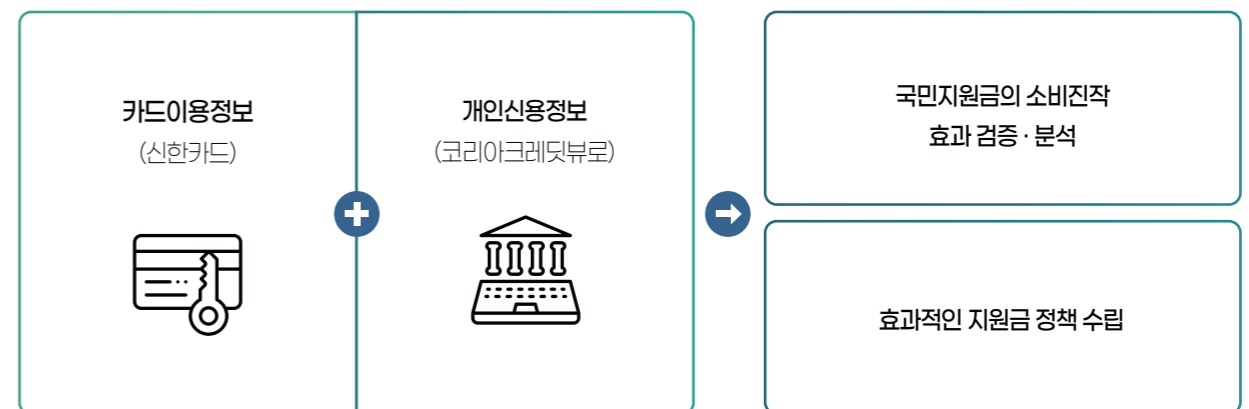 카드이용정보
(신한카드)
개인신용정보
(코리아크레딧뷰로)
국민지원금의 소비진작
효과 검증 · 분석
효과적인 지원금 정책 수립